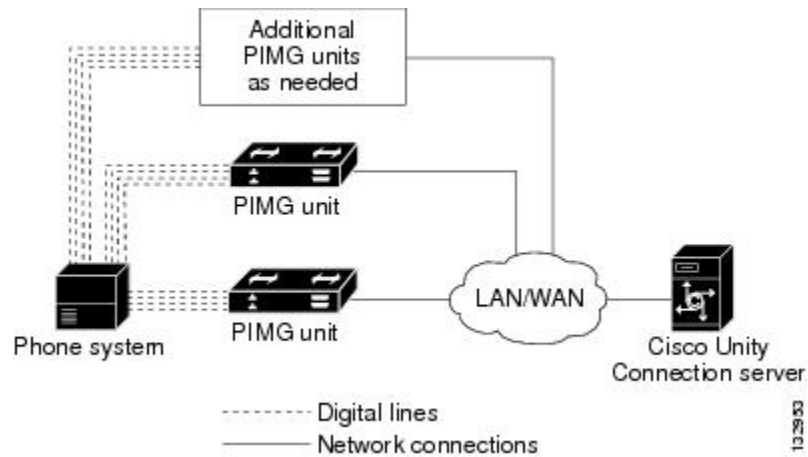 Additional
PIMG units
as needed
PIMG unit
PIMG unit
Phone system
LAN/WAN
Cisco Unity
Connection server
Digital lines
Network connections
132953